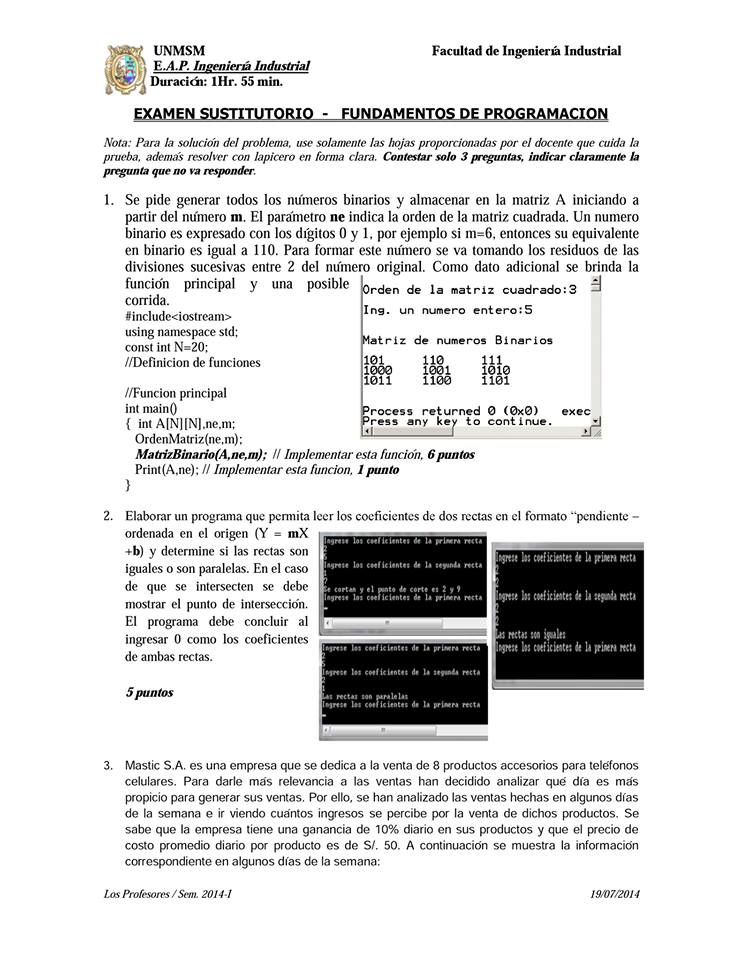 UNMSM Facultad de Ingeniería Industrial
E.A.P. Ingeniería Industrial
Duración: 1Hr. 55 min.
EXAMEN SUSTITUTORIO - FUNDAMENTOS DE PROGRAMACION
Nota: Para la solución del problema, use solamente las hojas proporcionadas por el docente que cuida la
prueba, además resolver con lapicero en forma clara. Contestar solo 3 preguntas, indicar claramente la
pregunta que no va responder.
1. Se pide generar todos los números binarios y almacenar en la matriz A iniciando a
partir del número m. El parámetro ne indica la orden de la matriz cuadrada. Un numero
binario es expresado con los dígitos 0 y 1, por ejemplo si m=6, entonces su equivalente
en binario es igual a 110. Para formar este número se va tomando los residuos de las
divisiones sucesivas entre 2 del número original. Como dato adicional se brinda la
función principal y una posible
corrida.
#include<iostream>
using namespace std;
const int N=20;
//Definicion de funciones
//Funcion principal
int main()
{ int A[N][N],ne,m;
OrdenMatriz(ne,m);
MatrizBinario(A,ne,m); // Implementar esta función, 6 puntos
Print(A,ne); // Implementar esta funcion, 1 punto
}
Orden de la matriz cuadrado:3
Ing. un numero entero:5
Matriz de numeros Binarios
101 110 111
1000 1001 1010
1011 1100 1101
Process returned 0 (0x0) exec
Press any key to continue.
2. Elaborar un programa que permita leer los coeficientes de dos rectas en el formato “pendiente –
ordenada en el origen (Y = mX
+b) y determine si las rectas son
iguales o son paralelas. En el caso
de que se intersecten se debe
mostrar el punto de intersección.
El programa debe concluir al
ingresar 0 como los coeficientes
de ambas rectas.
5 puntos
Ingrese los coeficientes de la primera recta
2
5
Ingrese los coeficientes de la segunda recta
Se cortan y el punto de corte es 2 y 9
Ingrese los coeficientes de la primera recta
Ingrese los coeficientes de la primera recta
2
5
Ingrese los coeficientes de la segunda recta
2
1
Las rectas son paralelas
Ingrese los coeficientes de la primera recta
Ingrese los coeficientes de la primera recta
2
Ingrese los coeficientes de la segunda recta
2
2
Las rectas son iguales
Ingrese los coeficientes de la primera recta
3. Mastic S.A. es una empresa que se dedica a la venta de 8 productos accesorios para teléfonos
celulares. Para darle más relevancia a las ventas han decidido analizar qué día es más
propicio para generar sus ventas. Por ello, se han analizado las ventas hechas en algunos días
de la semana e ir viendo cuántos ingresos se percibe por la venta de dichos productos. Se
sabe que la empresa tiene una ganancia de 10% diario en sus productos y que el precio de
costo promedio diario por producto es de S/. 50. A continuación se muestra la información
correspondiente en algunos días de la semana:
Los Profesores / Sem. 2014-I 19/07/2014